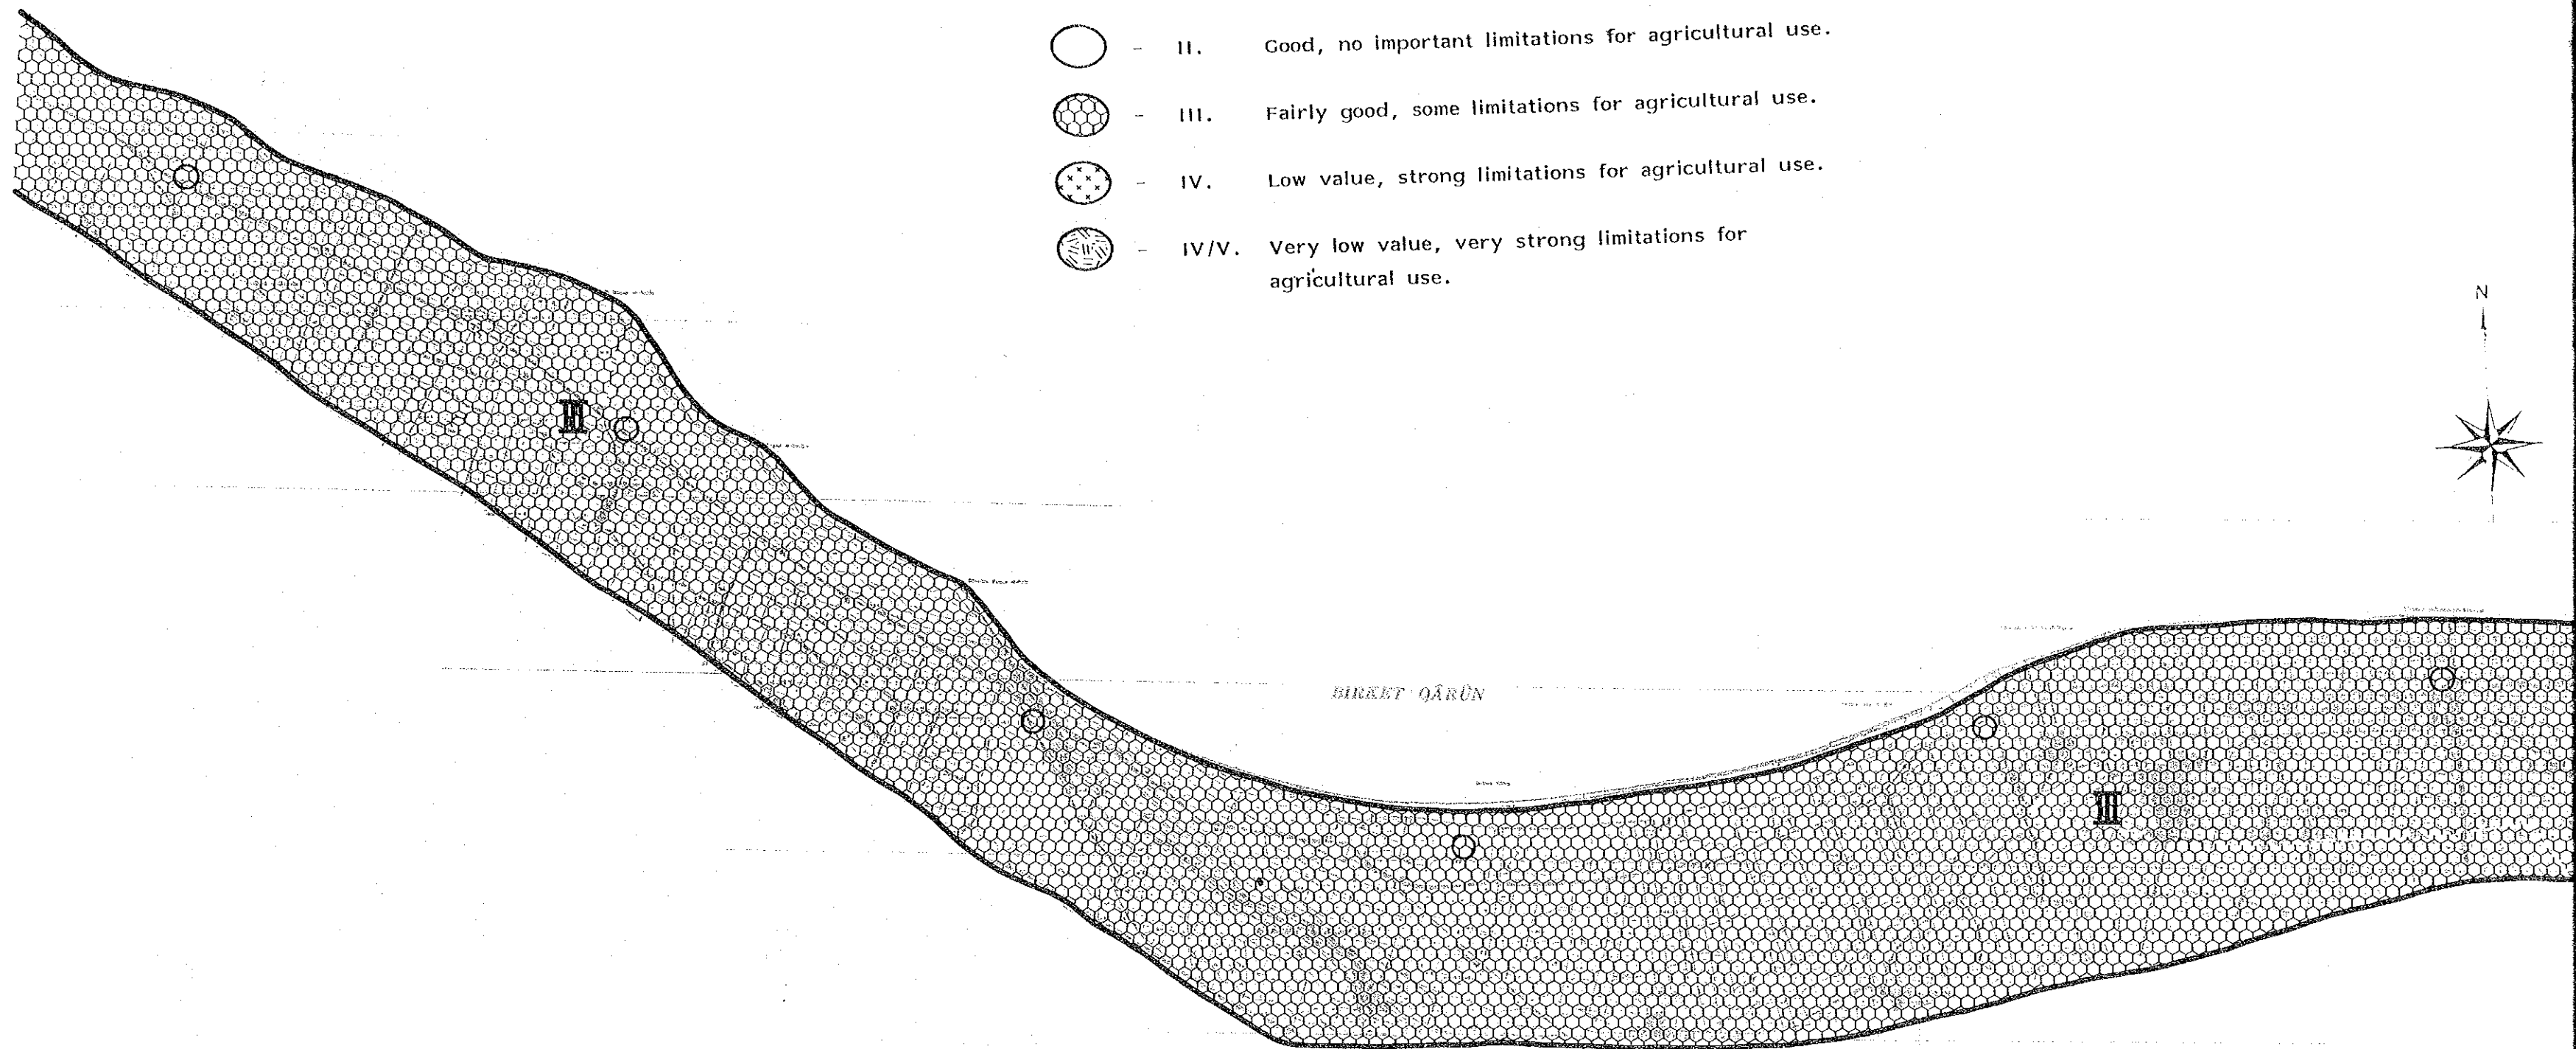 - II. Good, no important limitations for agricultural use.
- III. Fairly good, some limitations for agricultural use.
- IV. Low value, strong limitations for agricultural use.
- IV/V. Very low value, very strong limitations for
agricultural use.
N
III
BIRKET QÂRÛN
III